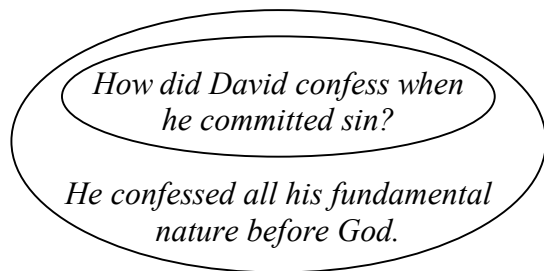 How did David confess when
he committed sin?
He confessed all his fundamental
nature before God.